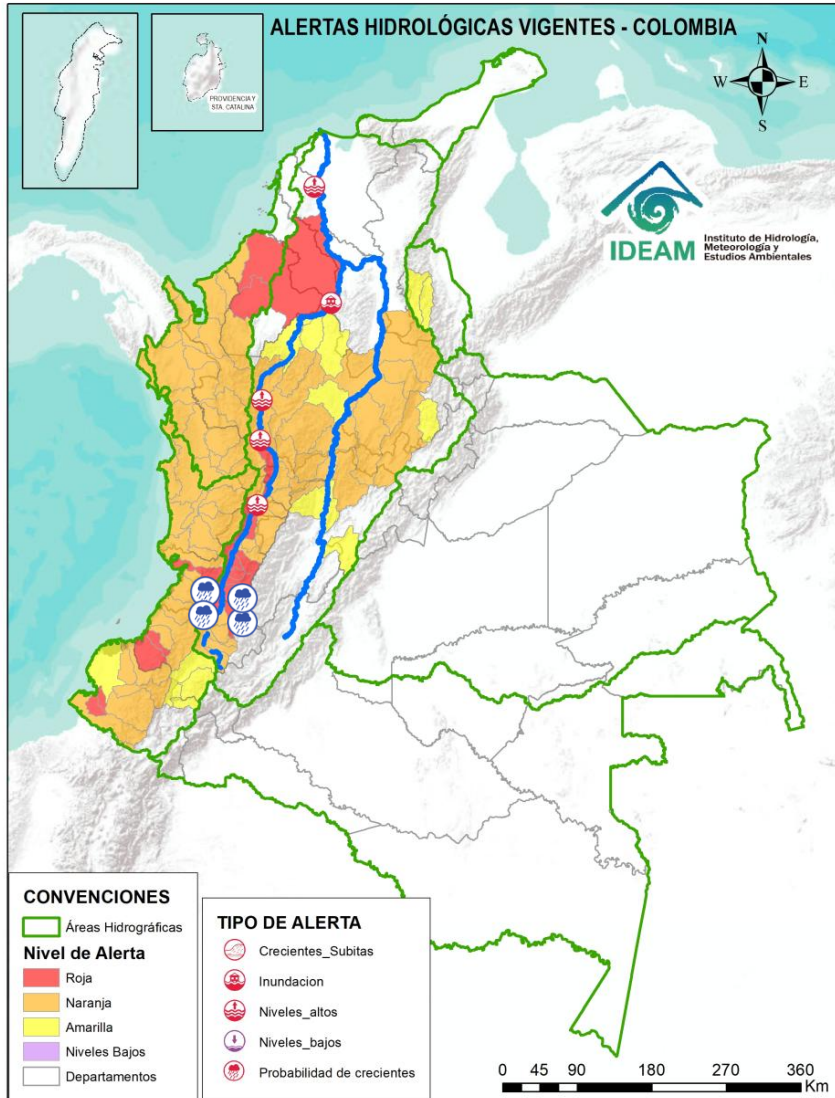 ALERTAS HIDROLÓGICAS VIGENTES - COLOMBIA
PROVIDENCIA Y
STA. CATALINA
N
W
E
S
IDEAM
Instituto de Hidrología,
Meteorología y
Estudios Ambientales
CONVENCIONES
Áreas Hidrográficas
Nivel de Alerta
Roja
Naranja
Amarilla
Niveles Bajos
Departamentos
TIPO DE ALERTA
Crecientes_Subitas
Inundacion
Niveles_altos
Niveles_bajos
Probabilidad de crecientes
0 45 90 180 270 360
Km